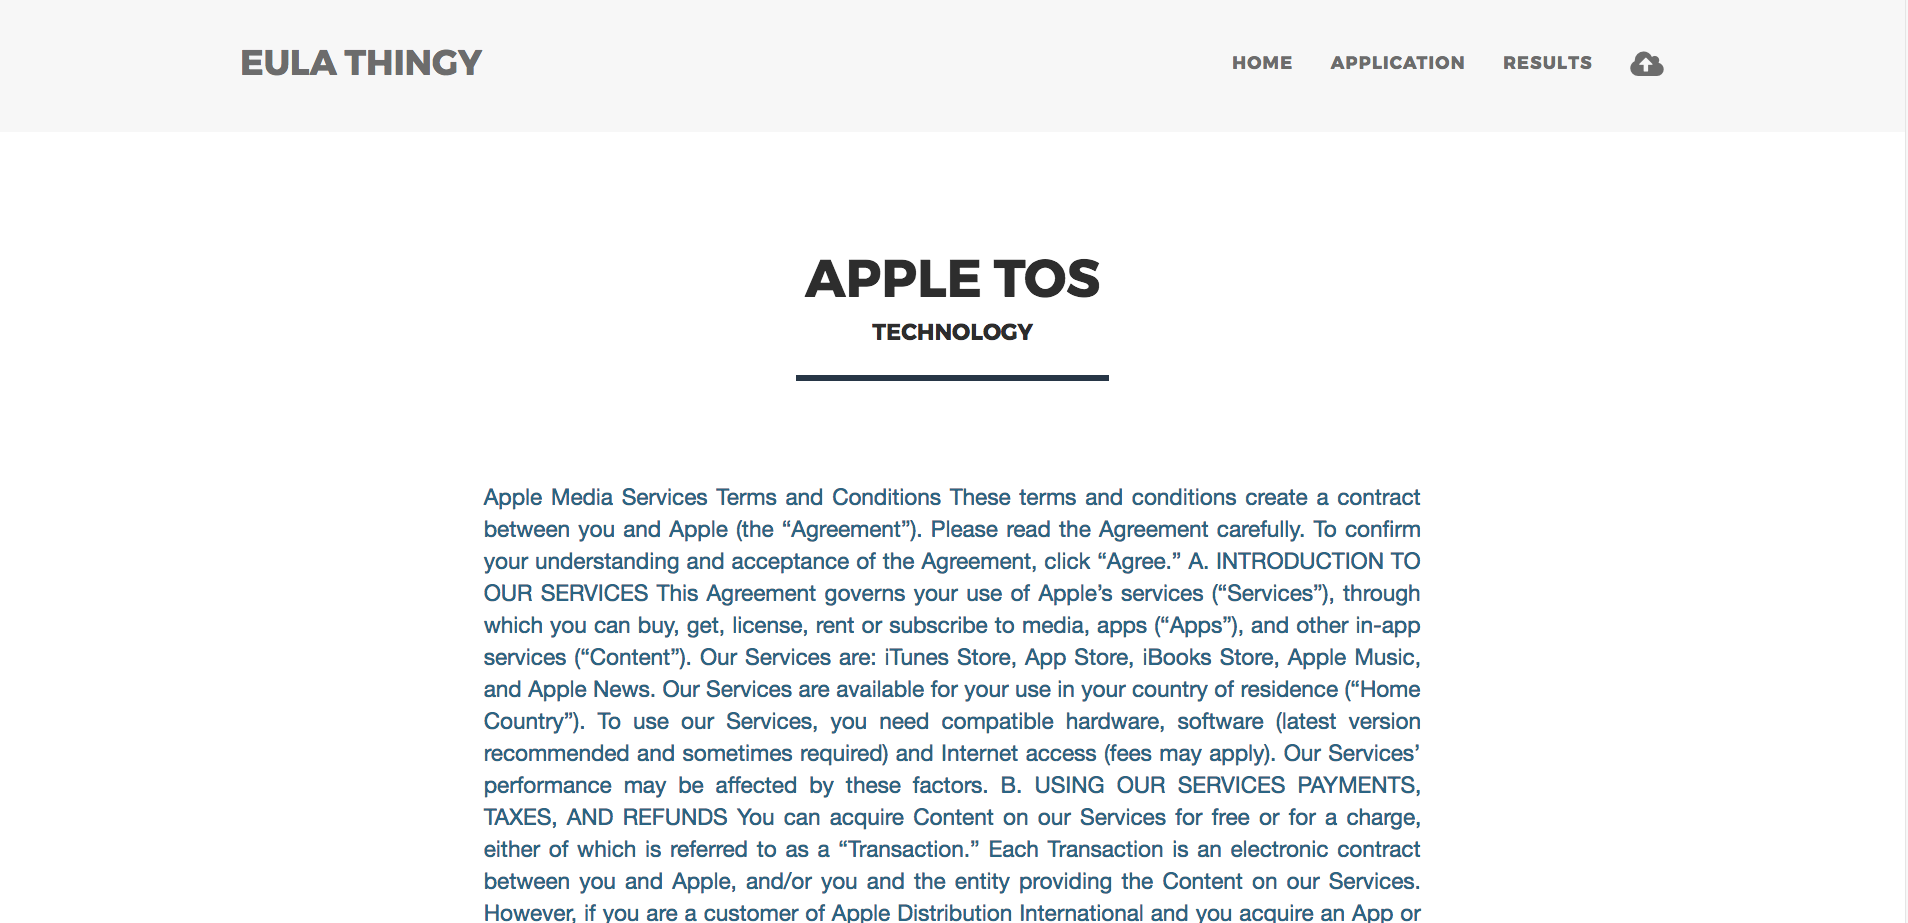 EULA THINGY
HOME APPLICATION RESULTS
APPLE TOS
TECHNOLOGY
Apple Media Services Terms and Conditions These terms and conditions create a contract
between you and Apple (the “Agreement”). Please read the Agreement carefully. To confirm
your understanding and acceptance of the Agreement, click “Agree.” A. INTRODUCTION TO
OUR SERVICES This Agreement governs your use of Apple’s services (“Services”), through
which you can buy, get, license, rent or subscribe to media, apps (“Apps”), and other in-app
services (“Content”). Our Services are: iTunes Store, App Store, iBooks Store, Apple Music,
and Apple News. Our Services are available for your use in your country of residence (“Home
Country”). To use our Services, you need compatible hardware, software (latest version
recommended and sometimes required) and Internet access (fees may apply). Our Services’
performance may be affected by these factors. B. USING OUR SERVICES PAYMENTS,
TAXES, AND REFUNDS You can acquire Content on our Services for free or for a charge,
either of which is referred to as a “Transaction.” Each Transaction is an electronic contract
between you and Apple, and/or you and the entity providing the Content on our Services.
However, if you are a customer of Apple Distribution International and you acquire an App or